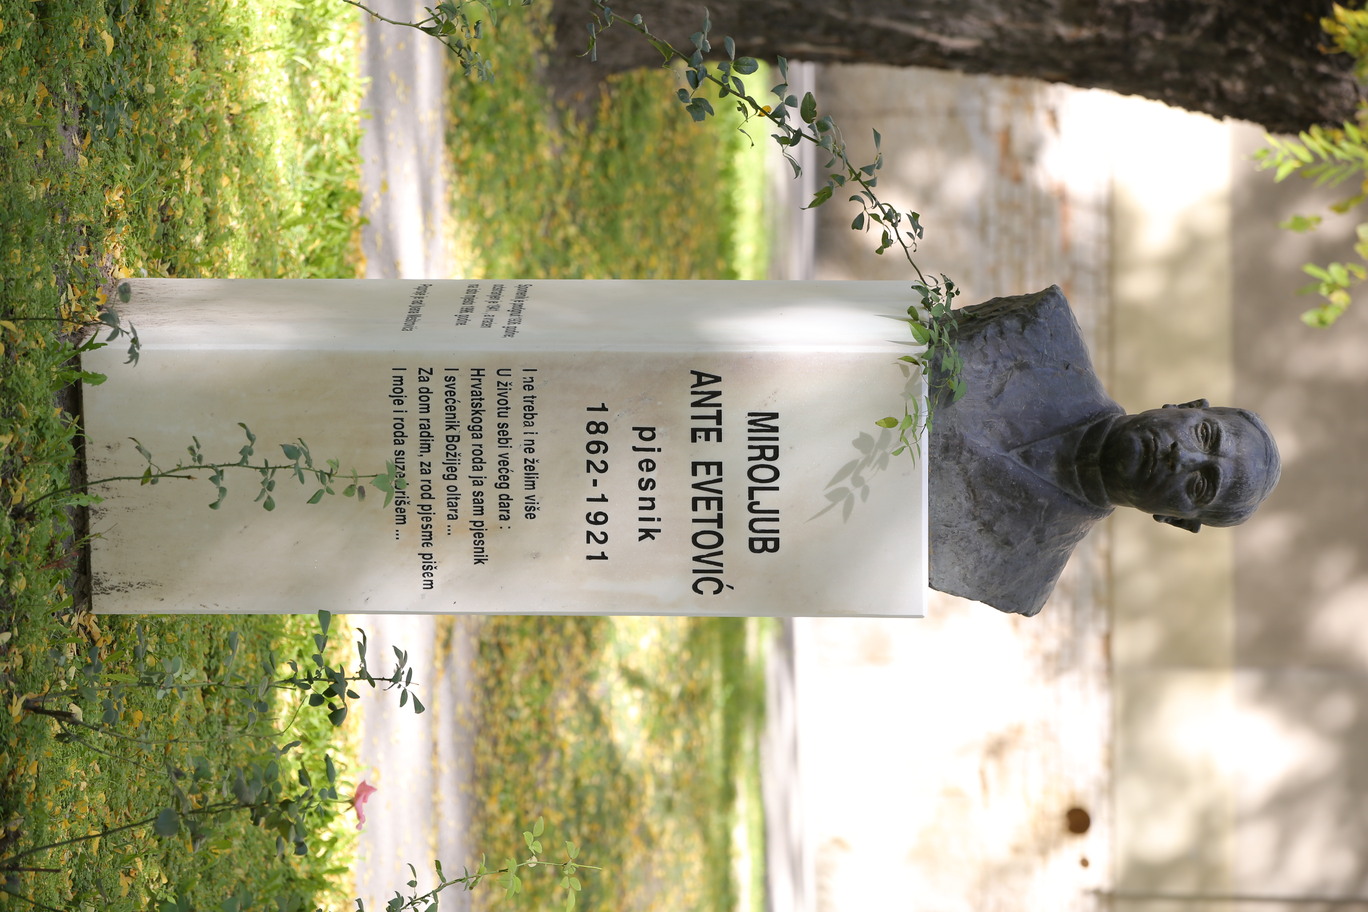 MIROLJUB
ANTE EVETOVIĆ
pjesnik
1862-1921
I ne treba i ne želim više
U životu sebi većeg dara :
Hrvatskoga roda ja sam pjesnik
I svećenik Božijeg oltara ...
Za dom radim, za rod pjesme pišem
I moje i roda suze brišem ...